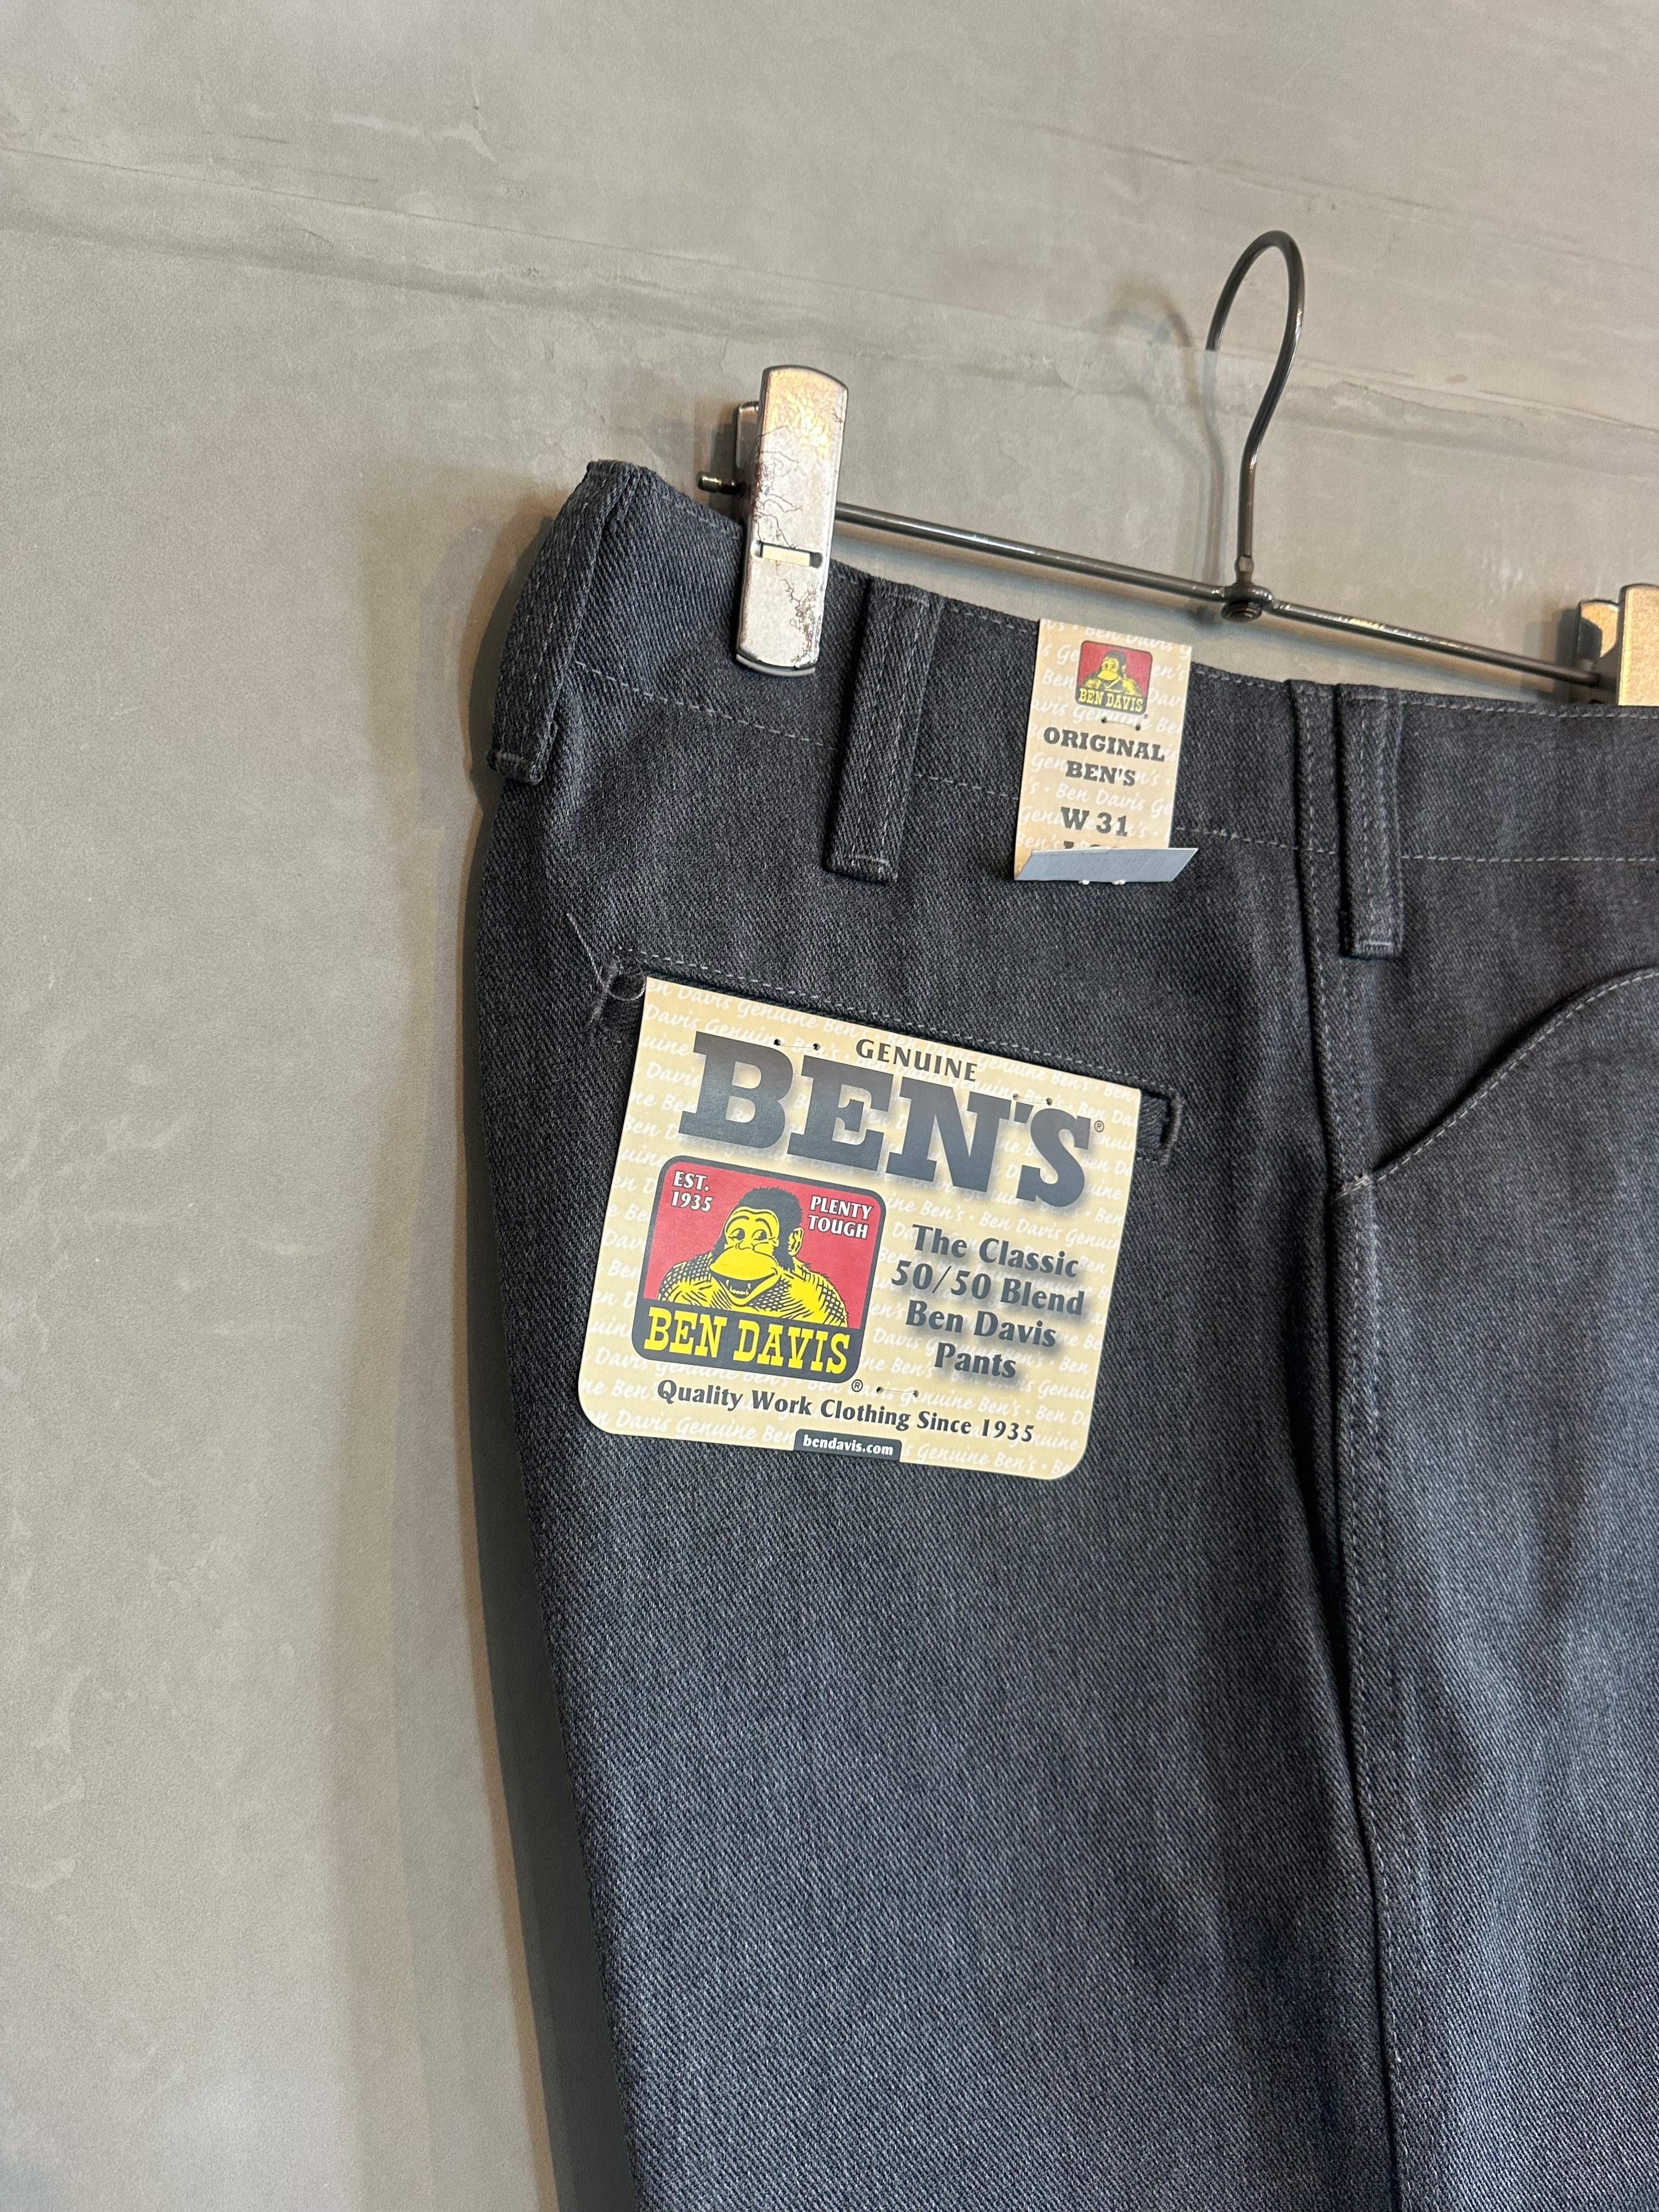 BEN DAVIS
ORIGINAL
BEN'S
W 31
GENUINE
BEN'S®
EST.
1935
PLENTY
TOUGH
BEN DAVIS
®
The Classic
50/50 Blend
Ben Davis
Pants
Quality Work Clothing Since 1935
bendavis.com